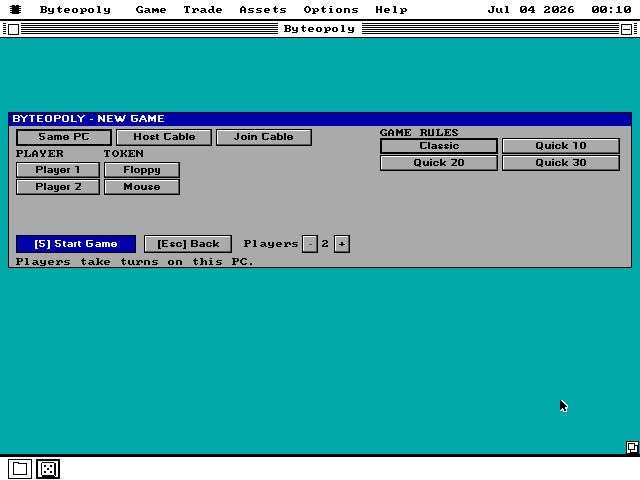 Byteopoly Game Trade Assets Options Help Jul 04 2026 00:10
Byteopoly
BYTEOPOLY - NEW GAME
Same PC Host Cable Join Cable
GAME RULES
Classic Quick 10
PLAYER TOKEN
Quick 20 Quick 30
Player 1 Floppy
Player 2 Mouse
[S] Start Game [Esc] Back Players - 2 +
Players take turns on this PC.